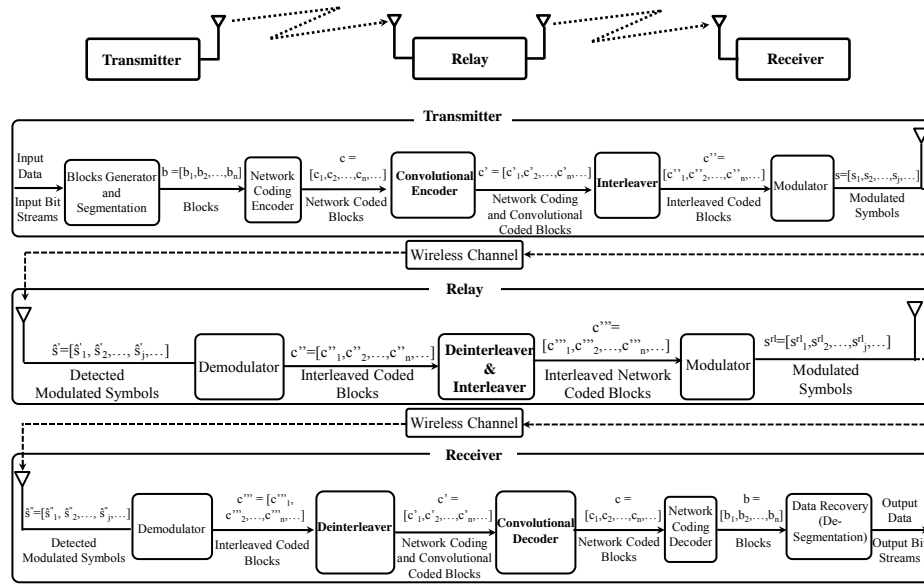 Transmitter
Relay
Receiver
Transmitter
Input
Data
Input Bit
Streams
Blocks Generator
and
Segmentation
b =[b1,b2,…,bn]
Blocks
Network
Coding
Encoder
c =
[c1,c2,…,cn,…]
Network Coded
Blocks
Convolutional
Encoder
c' = [c'1,c'2,…,c'n,…]
Network Coding
and Convolutional
Coded Blocks
Interleaver
c'' =
[c''1,c''2,…,c''n,…]
Interleaved Coded
Blocks
Modulator
s=[s1,s2,…,sj,…]
Modulated
Symbols
Wireless Channel
Relay
ŝ'=[ŝ'1, ŝ'2,…, ŝ'j,…]
Detected
Modulated Symbols
Demodulator
c''=[c''1,c''2,…,c''n,…]
Interleaved Coded
Blocks
Deinterleaver
&
Interleaver
c'''=
[c'''1,c'''2,…,c'''n,…]
Interleaved Network
Coded Blocks
Modulator
srl=[srl1,srl2,…,srlj,…]
Modulated
Symbols
Wireless Channel
Receiver
ŝ''=[ŝ''1, ŝ''2,…, ŝ''j,…]
Detected
Modulated Symbols
Demodulator
c''' = [c'''1,
c'''2,…,c'''n,…]
Interleaved Coded
Blocks
Deinterleaver
c' =
[c'1,c'2,…,c'n,…]
Network Coding
and Convolutional
Coded Blocks
Convolutional
Decoder
c =
[c1,c2,…,cn,…]
Network Coded
Blocks
Network
Coding
Decoder
b =
[b1,b2,…,bn]
Blocks
Data Recovery
(De-
Segmentation)
Output
Data
Output Bit
Streams